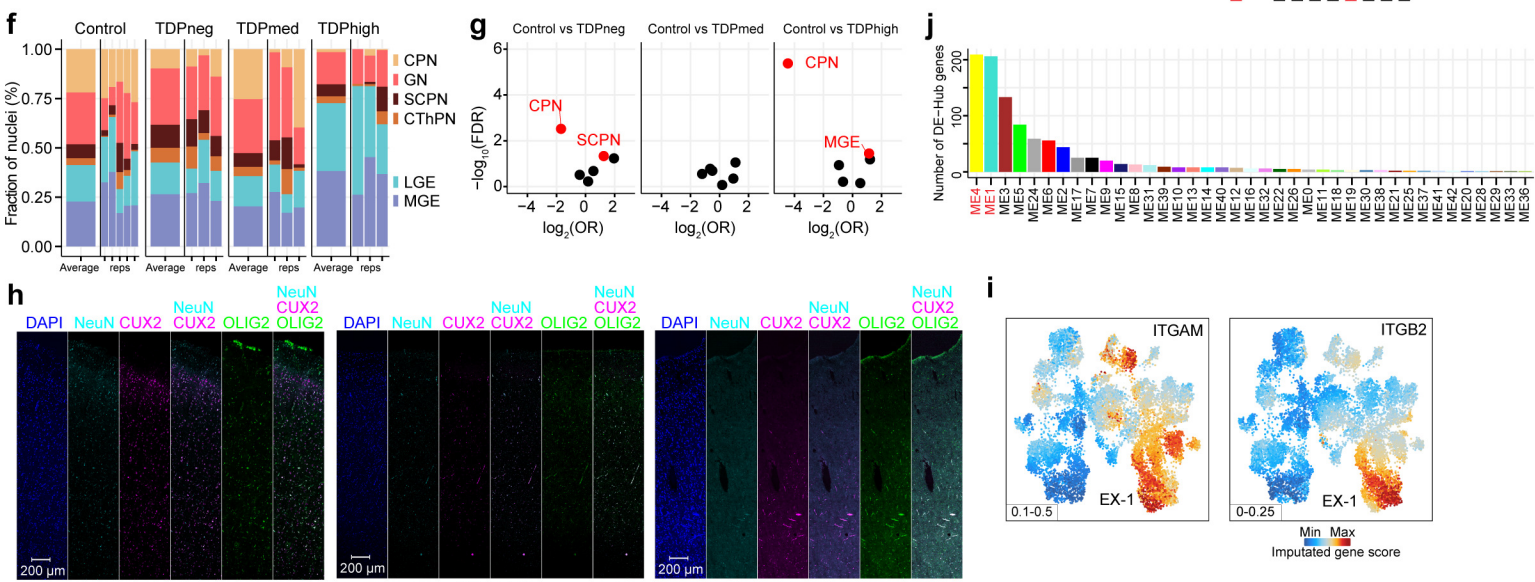 f
Control TDPneg TDPmed TDPhigh
Fraction of nuclei (%)
1.00
0.75
0.50
0.25
0.00
CPN
GN
SCPN
CThPN
LGE
MGE
Average reps Average reps Average reps Average reps
g
Control vs TDPneg Control vs TDPmed Control vs TDPhigh
−log10(FDR)
6
4
2
0
CPN
SCPN
CPN
MGE
−4 −2 0 2 −4 −2 0 2 −4 −2 0 2
log2(OR) log2(OR) log2(OR)
j
Number of DE-Hub genes
200
100
0
ME4 ME1 ME3 ME5 ME24 ME6 ME2 ME17 ME7 ME9 ME15 ME8 ME31 ME39 ME10 ME13 ME14 ME40 ME12 ME16 ME32 ME22 ME26 ME0 ME11 ME18 ME19 ME30 ME38 ME21 ME25 ME37 ME41 ME42 ME20 ME28 ME29 ME33 ME36
h
DAPI NeuN CUX2 NeuN CUX2 OLIG2 NeuN CUX2 OLIG2
200 µm
DAPI NeuN CUX2 NeuN CUX2 OLIG2 NeuN CUX2 OLIG2
200 µm
DAPI NeuN CUX2 NeuN CUX2 OLIG2 NeuN CUX2 OLIG2
200 µm
i
ITGAM
EX-1
0.1-0.5
ITGB2
EX-1
0-0.25
Min Max
Imputated gene score